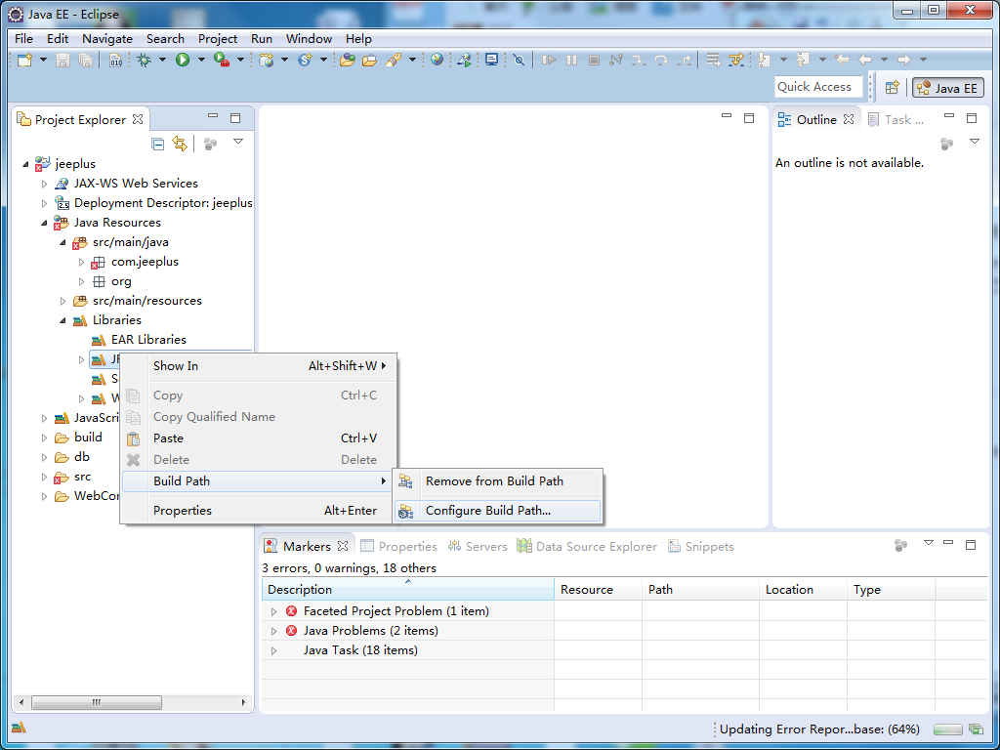 Java EE - Eclipse
File Edit Navigate Search Project Run Window Help
Quick Access
Java EE
Project Explorer
jeeplus
JAX-WS Web Services
Deployment Descriptor: jeeplus
Java Resources
src/main/java
com.jeeplus
org
src/main/resources
Libraries
EAR Libraries
JavaScri
build
db
src
WebCon
Show In Alt+Shift+W
Copy Ctrl+C
Copy Qualified Name
Paste Ctrl+V
Delete Delete
Build Path
Properties Alt+Enter
Remove from Build Path
Configure Build Path...
Outline
Task ...
An outline is not available.
Markers Properties Servers Data Source Explorer Snippets
3 errors, 0 warnings, 18 others
Description Resource Path Location Type
Faceted Project Problem (1 item)
Java Problems (2 items)
Java Task (18 items)
Updating Error Repor...base: (64%)